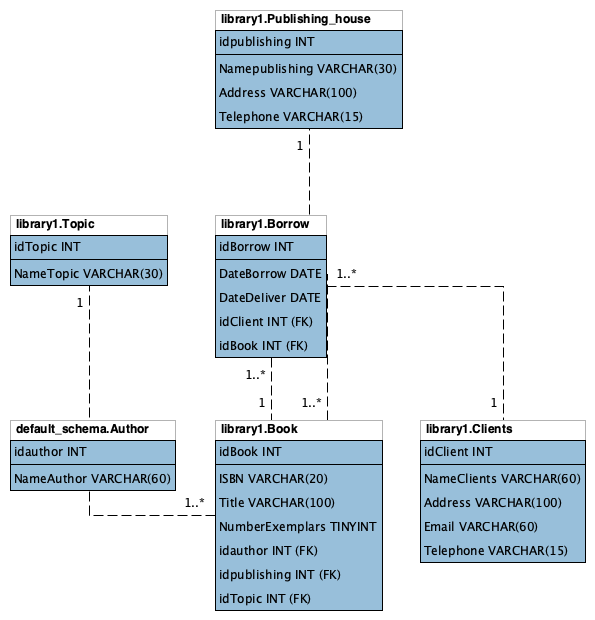 library1.Publishing_house
idpublishing INT
Namepublishing VARCHAR(30)
Address VARCHAR(100)
Telephone VARCHAR(15)
1
library1.Topic
idTopic INT
NameTopic VARCHAR(30)
1
library1.Borrow
idBorrow INT
DateBorrow DATE
DateDeliver DATE
idClient INT (FK)
idBook INT (FK)
1..*
1..*
1
1..*
1
default_schema.Author
idauthor INT
NameAuthor VARCHAR(60)
1..*
library1.Book
idBook INT
ISBN VARCHAR(20)
Title VARCHAR(100)
NumberExemplars TINYINT
idauthor INT (FK)
idpublishing INT (FK)
idTopic INT (FK)
library1.Clients
idClient INT
NameClients VARCHAR(60)
Address VARCHAR(100)
Email VARCHAR(60)
Telephone VARCHAR(15)